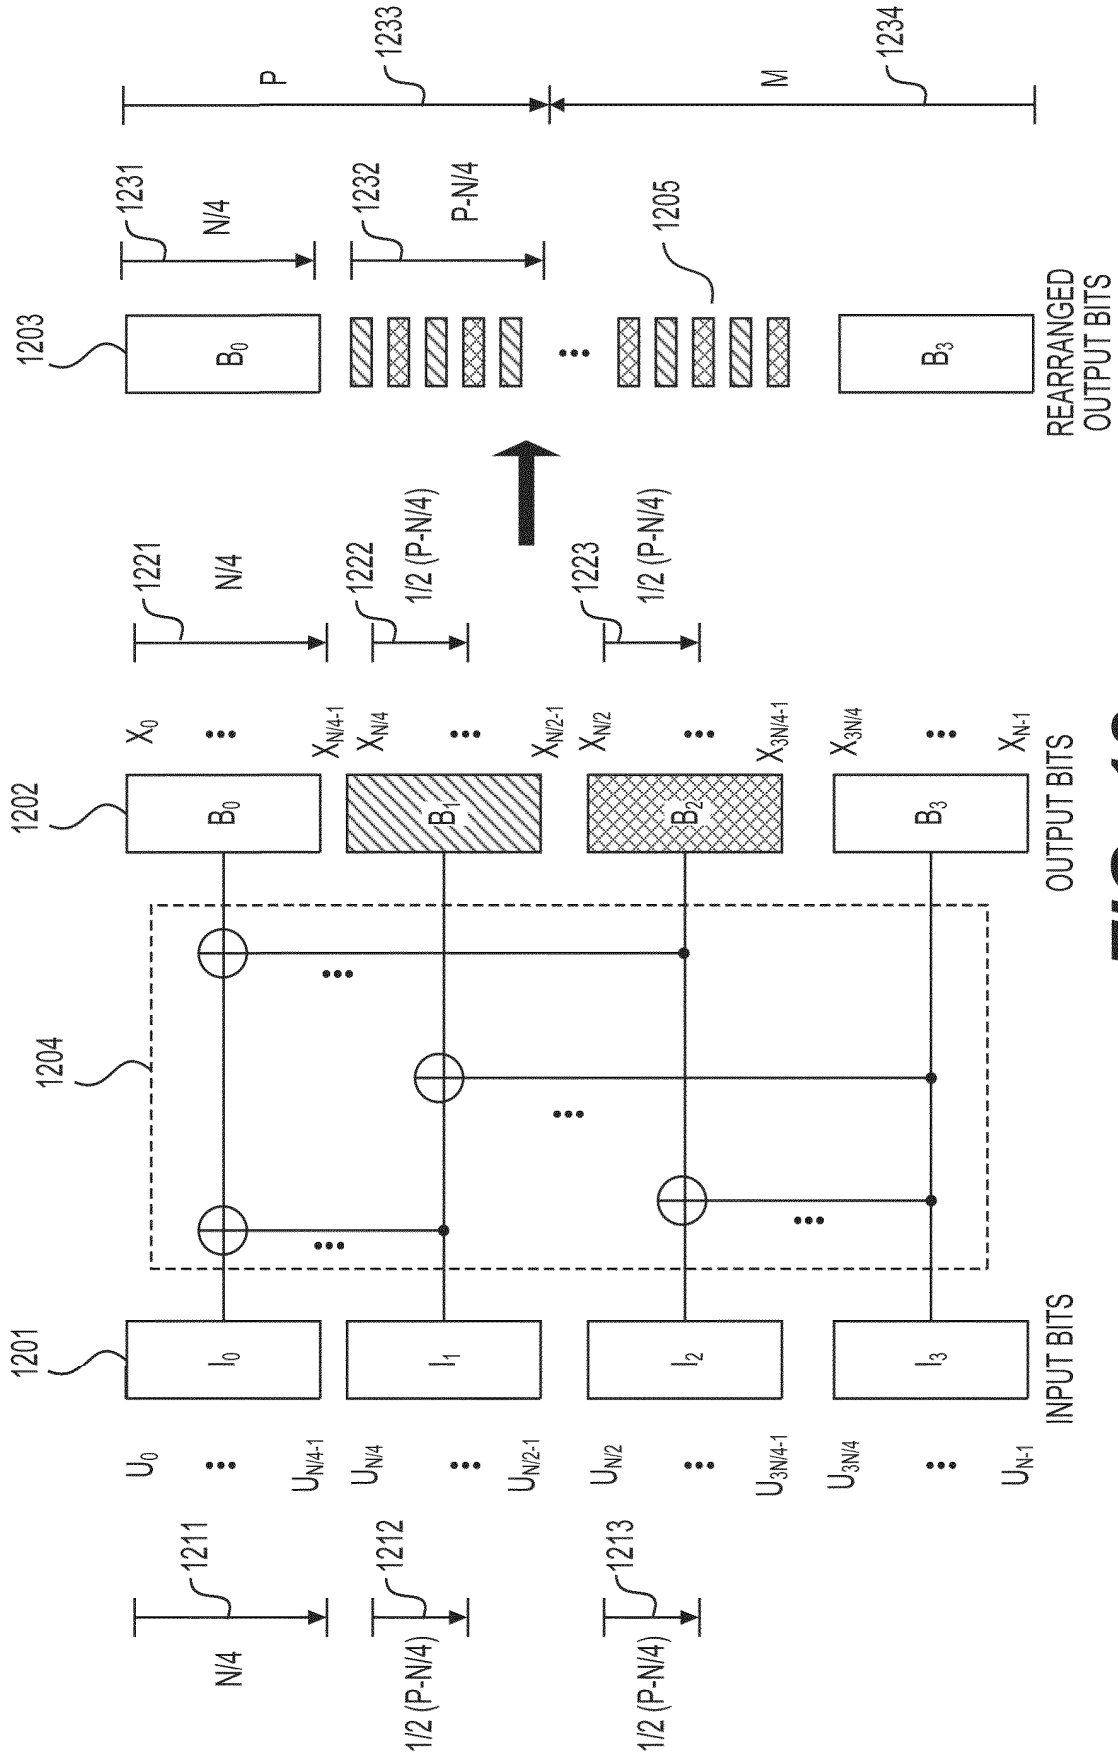 1201
1204
1202
1203
1211
N/4
U0
UN/4-1
I0
B0
X0
XN/4-1
1221
N/4
B0
1231
N/4
P
1233
1212
1/2 (P-N/4)
UN/4
UN/2-1
I1
B1
XN/4
XN/2-1
1222
1/2 (P-N/4)
1232
P-N/4
1213
1/2 (P-N/4)
UN/2
U3N/4-1
I2
B2
XN/2
X3N/4-1
1223
1/2 (P-N/4)
1205
M
1234
U3N/4
UN-1
I3
B3
X3N/4
XN-1
B3
INPUT BITS
OUTPUT BITS
REARRANGED
OUTPUT BITS